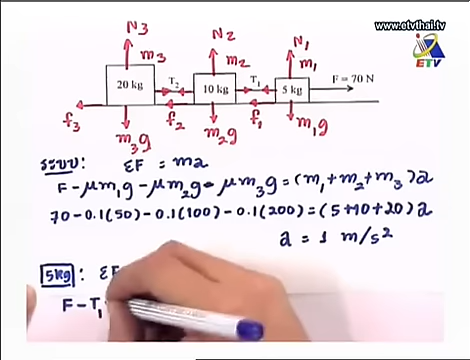 www.etvthai.tv
ETV
N3 N2 N1
m3 m2 m1
20 kg T2 10 kg T1 5 kg F = 70 N
f3 f2 f1
m3g m2g m1g
ระบบ: ΣF = ma
F - μm1g - μm2g - μm3g = (m1 + m2 + m3)a
70 - 0.1(50) - 0.1(100) - 0.1(200) = (5+10+20)a
a = 1 m/s²
5kg : ΣF
F - T1